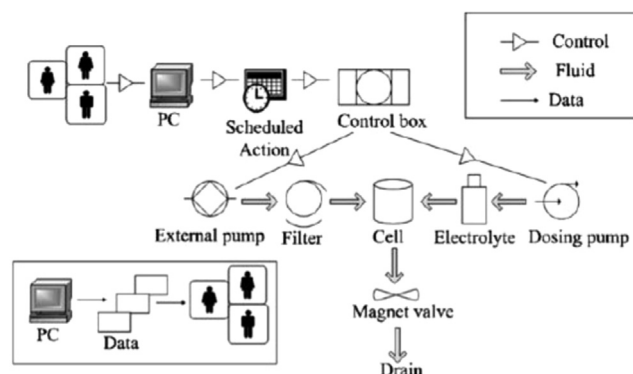 Control
Fluid
Data
PC
Scheduled
Action
Control box
External pump
Filter
Cell
Electrolyte
Dosing pump
Magnet valve
Drain
PC
Data